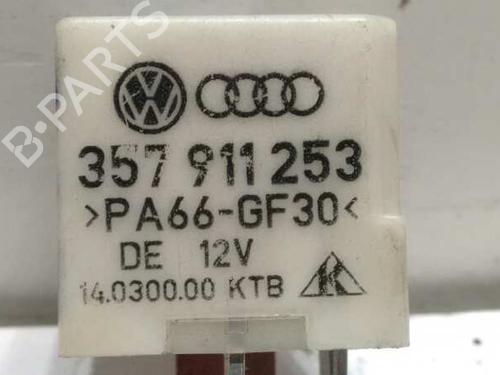 B-PARTS
357 911 253
>PA66-GF30<
DE 12V
14.0300.00 KTB K